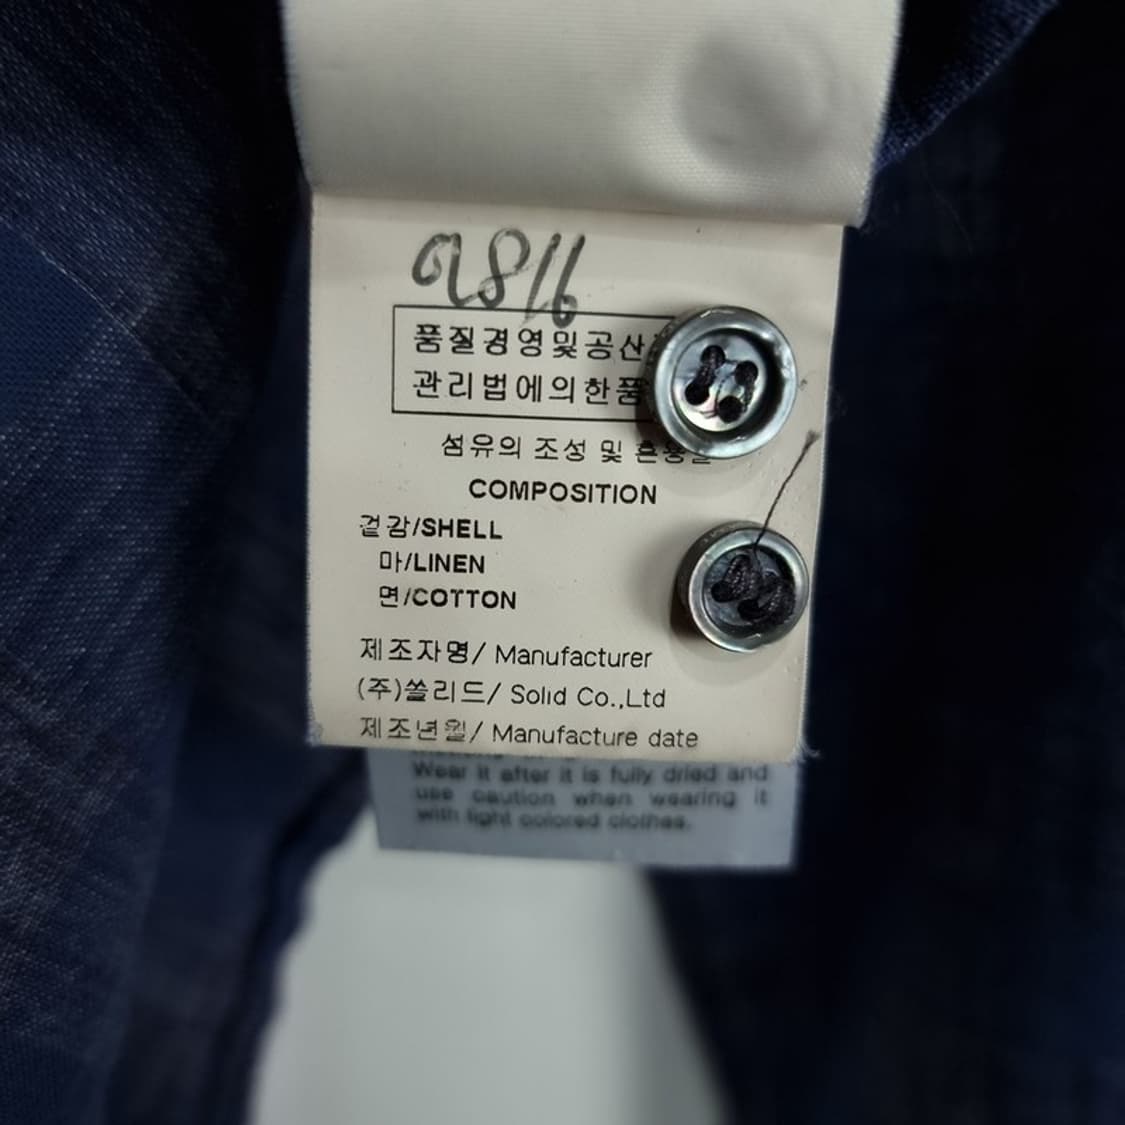 9816
품질경영및공산
관리법에의한품
섬유의 조성 및 혼용율
COMPOSITION
겉감/SHELL
마/LINEN
면/COTTON
제조자명/ Manufacturer
(주)쏠리드/ Solid Co.,Ltd
제조년월/ Manufacture date
Wear it after it is fully dried and
use caution when wearing it
with light colored clothes.